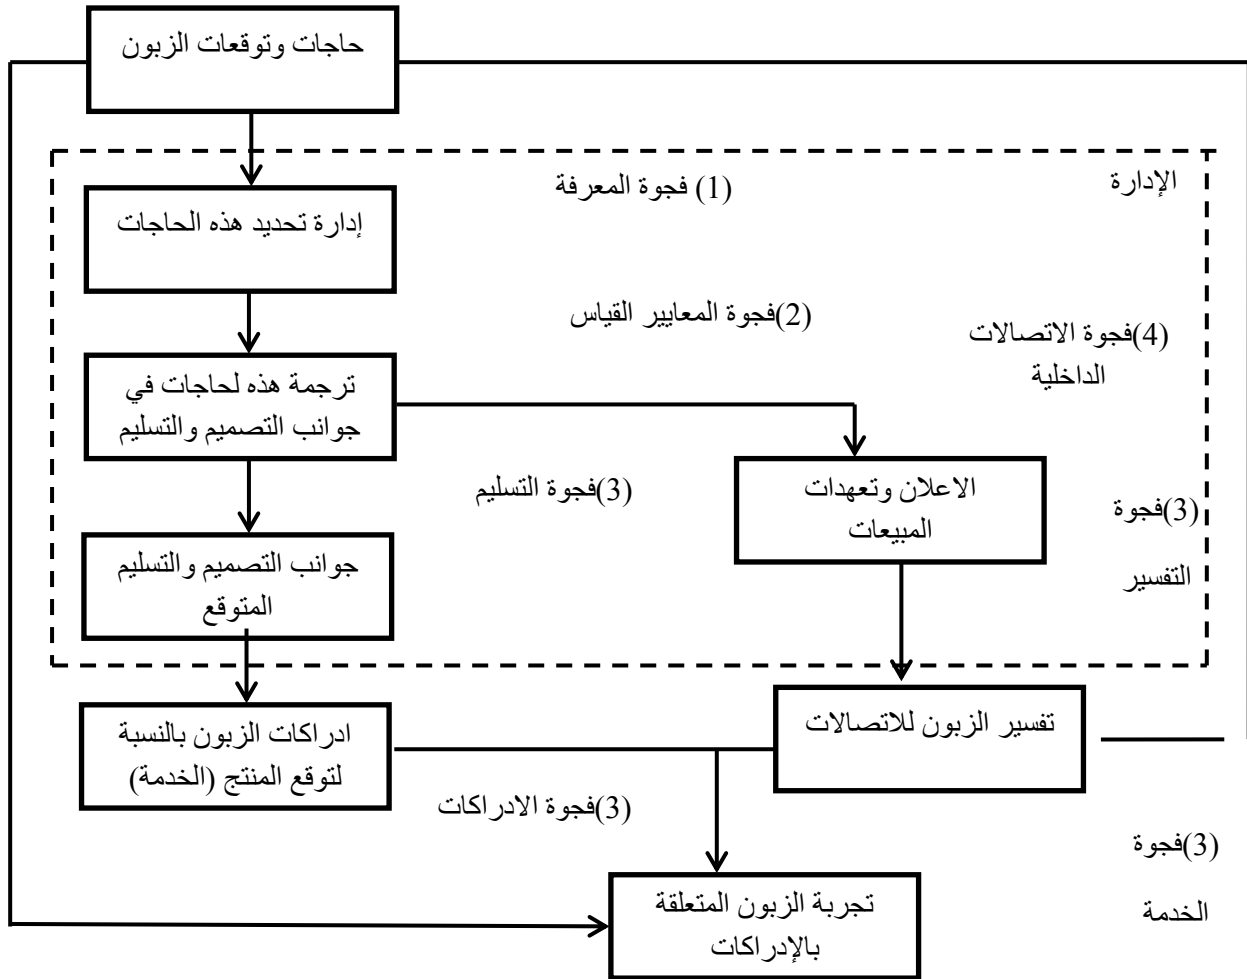 حاجات وتوقعات الزبون
الإدارة
(1) فجوة المعرفة
إدارة تحديد هذه الحاجات
(2)فجوة المعايير القياس
(4)فجوة الاتصالات
الداخلية
ترجمة هذه لحاجات في
جوانب التصميم والتسليم
(3)فجوة التسليم
الاعلان وتعهدات
المبيعات
(3)فجوة
التفسير
جوانب التصميم والتسليم
المتوقع
تفسير الزبون للاتصالات
ادراكات الزبون بالنسبة
لتوقع المنتج (الخدمة)
(3)فجوة الادراكات
(3)فجوة
الخدمة
تجربة الزبون المتعلقة
بالإدراكات